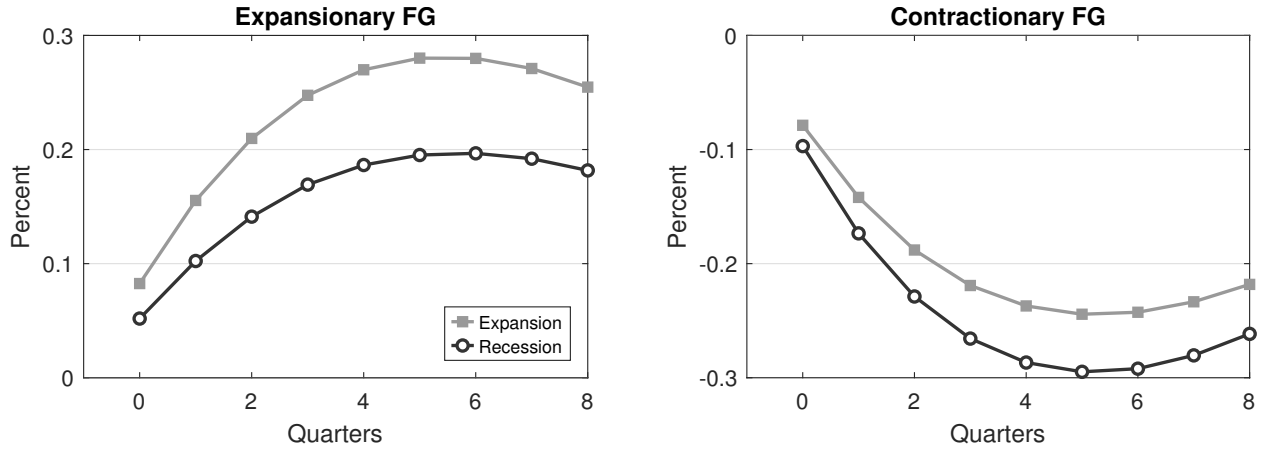 Expansionary FG
0.3
0.2
0.1
0
Percent
0 2 4 6 8
Quarters
Expansion
Recession
Contractionary FG
0
-0.1
-0.2
-0.3
Percent
0 2 4 6 8
Quarters